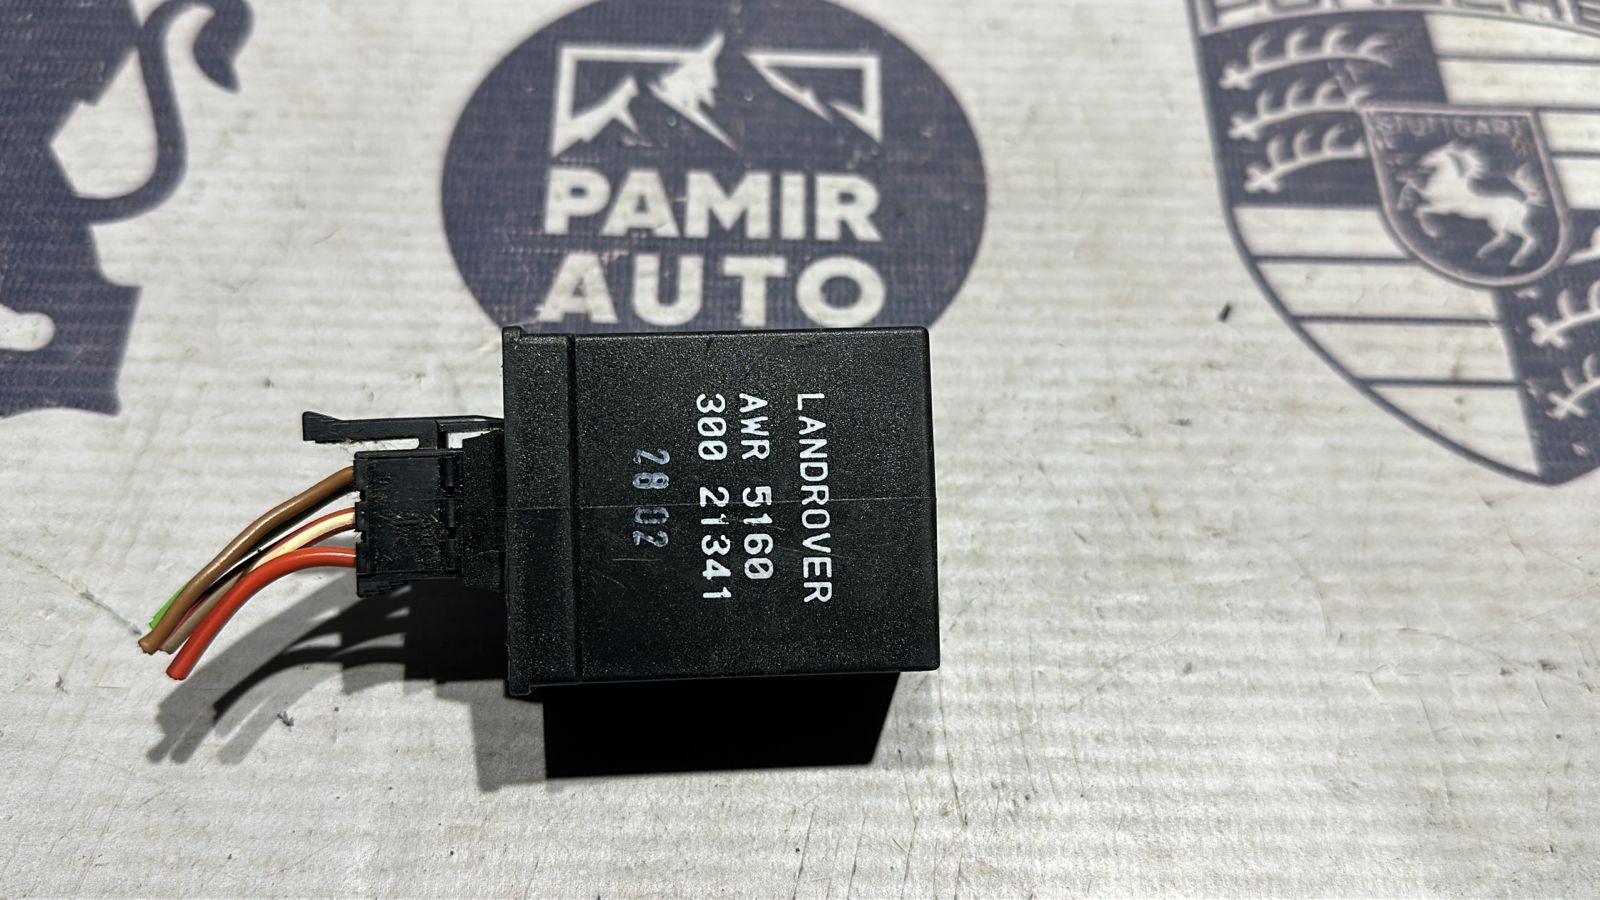 PAMIR
AUTO
STUTTGART
LANDROVER
AWR 5160
300 21341
28 02